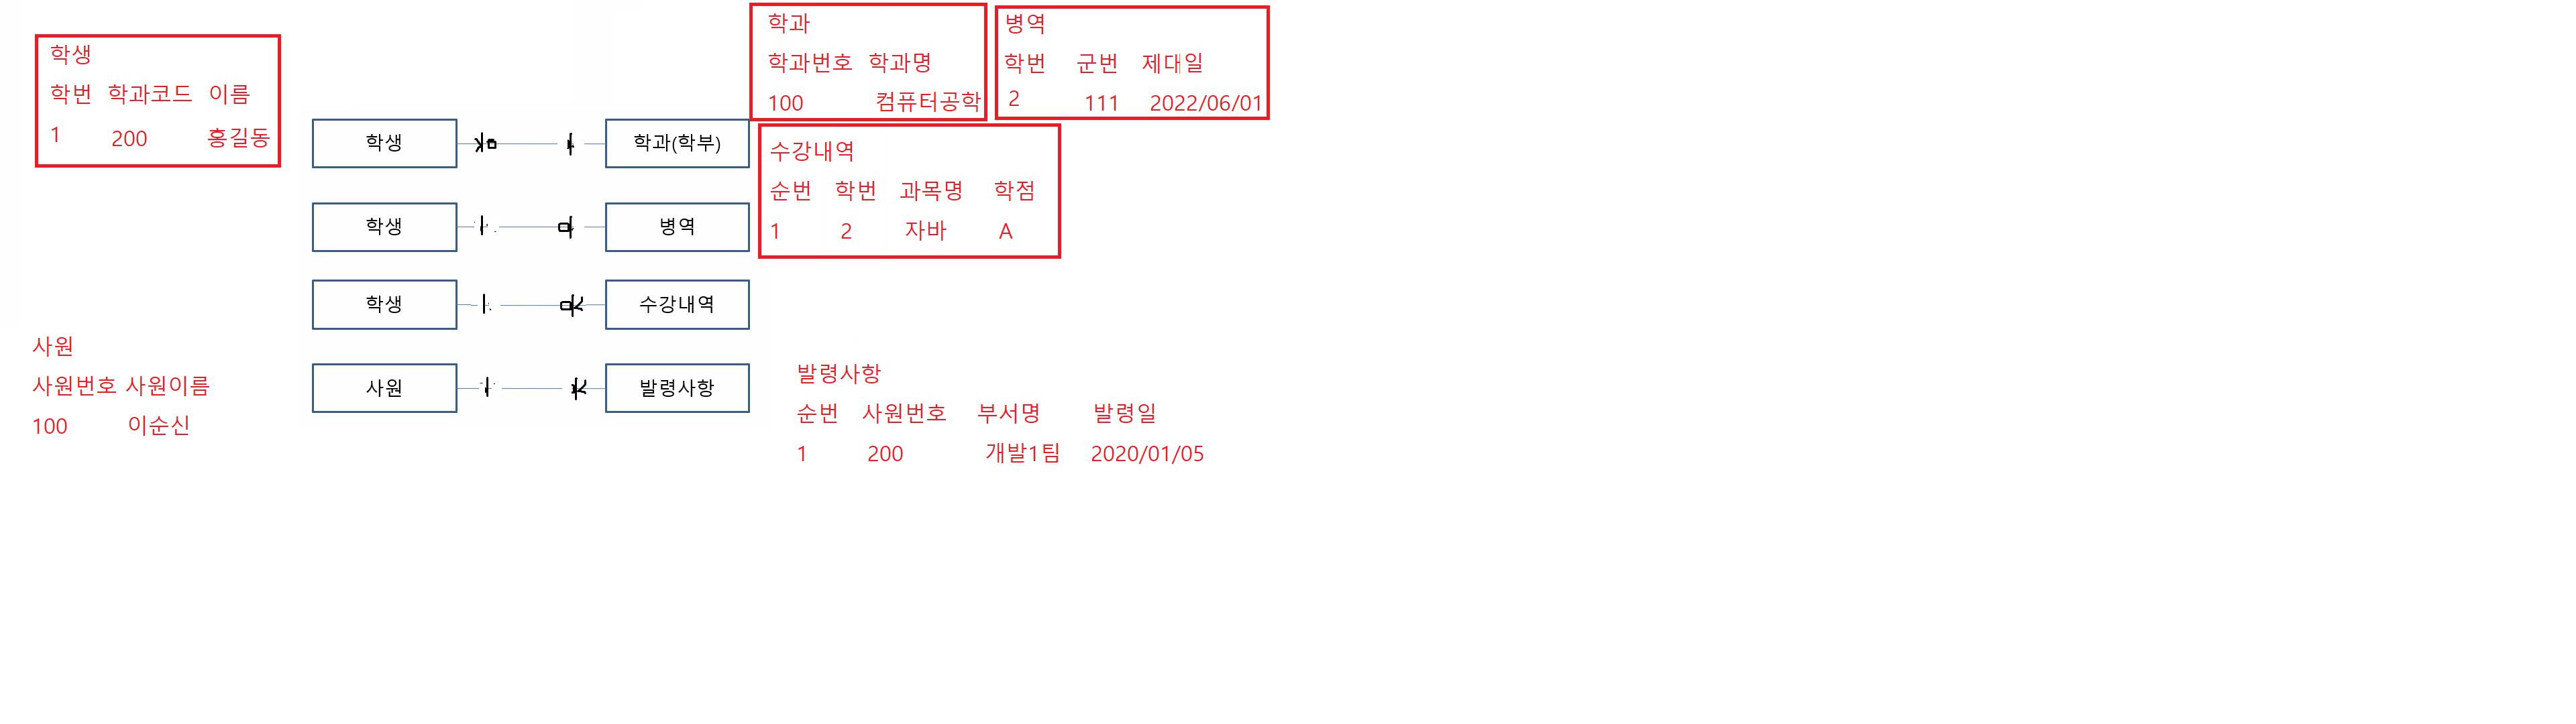 학생
학번 학과코드 이름
1 200 홍길동
학과
학과번호 학과명
100 컴퓨터공학
병역
학번 군번 제대일
2 111 2022/06/01
학생 학과(학부)
수강내역
순번 학번 과목명 학점
1 2 자바 A
학생 병역
학생 수강내역
사원
사원번호 사원이름
100 이순신
사원 발령사항
발령사항
순번 사원번호 부서명 발령일
1 200 개발1팀 2020/01/05